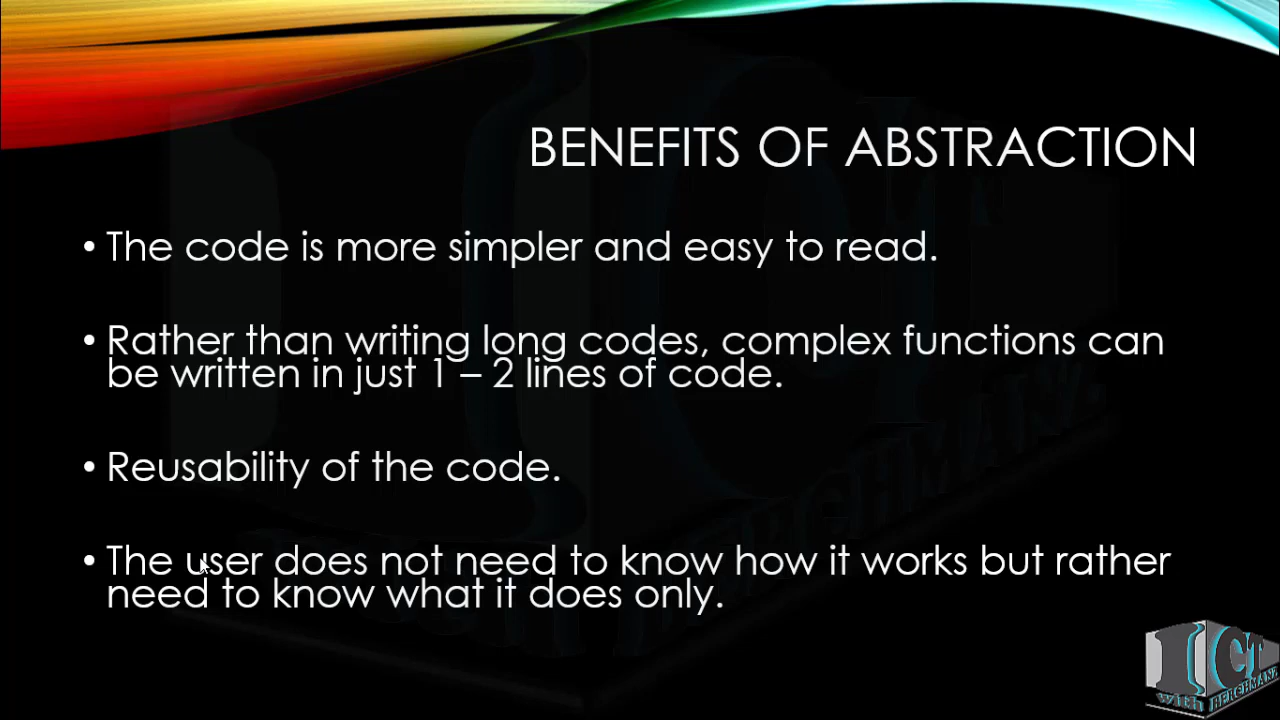 BENEFITS OF ABSTRACTION
• The code is more simpler and easy to read.
• Rather than writing long codes, complex functions can
be written in just 1 – 2 lines of code.
• Reusability of the code.
• The user does not need to know how it works but rather
need to know what it does only.
ICT
with BERGHMANZ